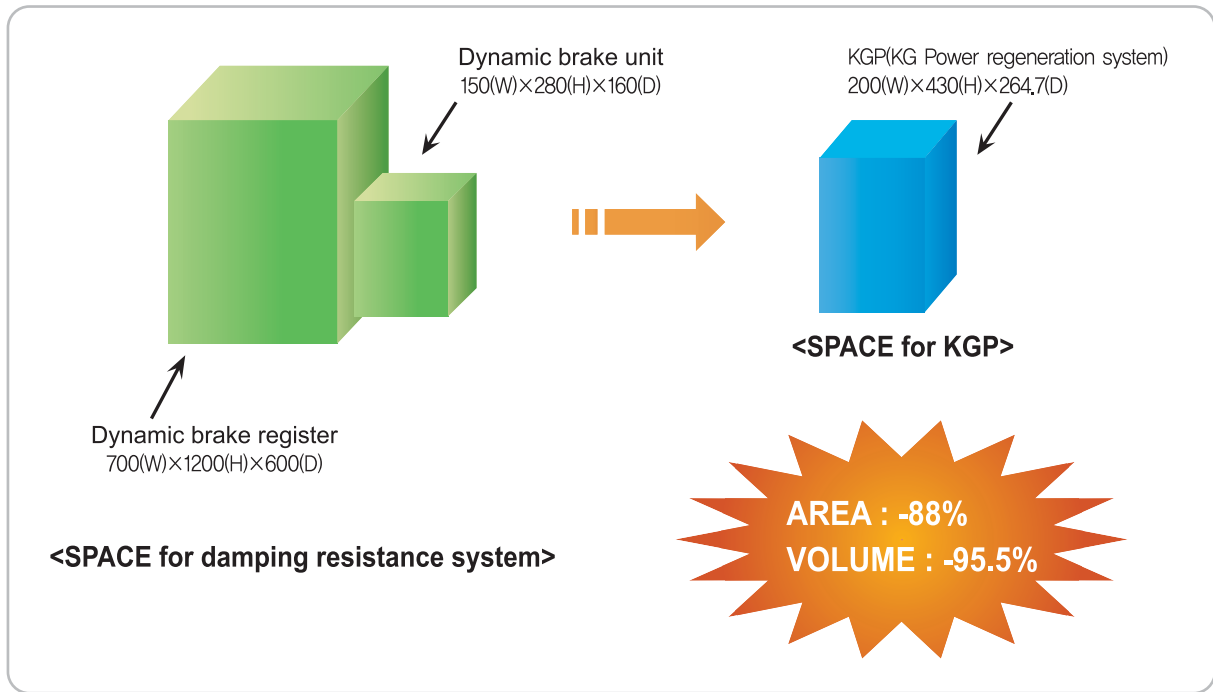 Dynamic brake unit
150(W)×280(H)×160(D)
KGP(KG Power regeneration system)
200(W)×430(H)×264.7(D)
<SPACE for KGP>
Dynamic brake register
700(W)×1200(H)×600(D)
<SPACE for damping resistance system>
AREA : -88%
VOLUME : -95.5%